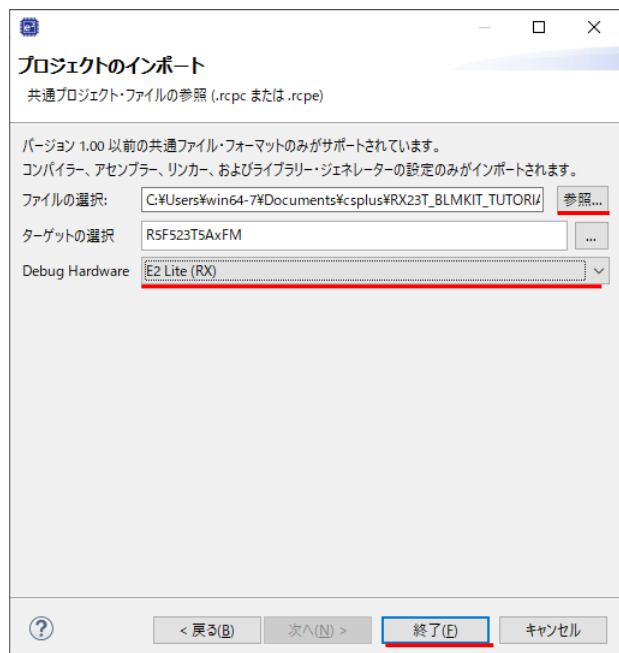 プロジェクトのインポート
共通プロジェクト・ファイルの参照 (.rcpc または .rcpe)
バージョン 1.00 以前の共通ファイル・フォーマットのみがサポートされています。
コンパイラー、アセンブラー、リンカー、およびライブラリー・ジェネレーターの設定のみがインポートされます。
ファイルの選択: C:¥Users¥win64-7¥Documents¥csplus¥RX23T_BLMKIT_TUTORIA 参照...
ターゲットの選択 R5F523T5AxFM ...
Debug Hardware E2 Lite (RX)
? < 戻る(B) 次へ(N) > 終了(F) キャンセル